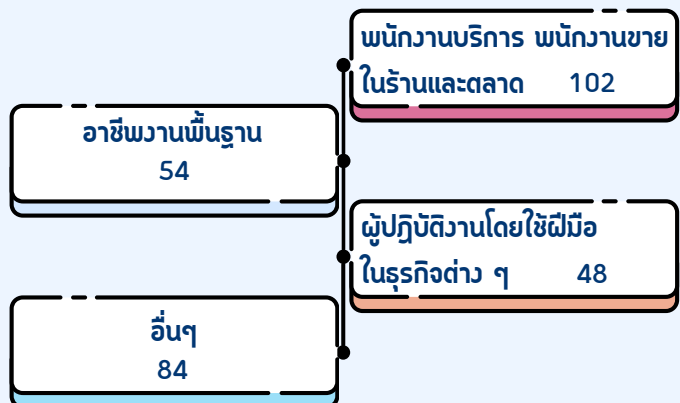 พนักงานบริการ พนักงานขาย
ในร้านและตลาด 102
อาชีพงานพื้นฐาน
54
ผู้ปฏิบัติงานโดยใช้ฝีมือ
ในธุรกิจต่าง ๆ 48
อื่นๆ
84